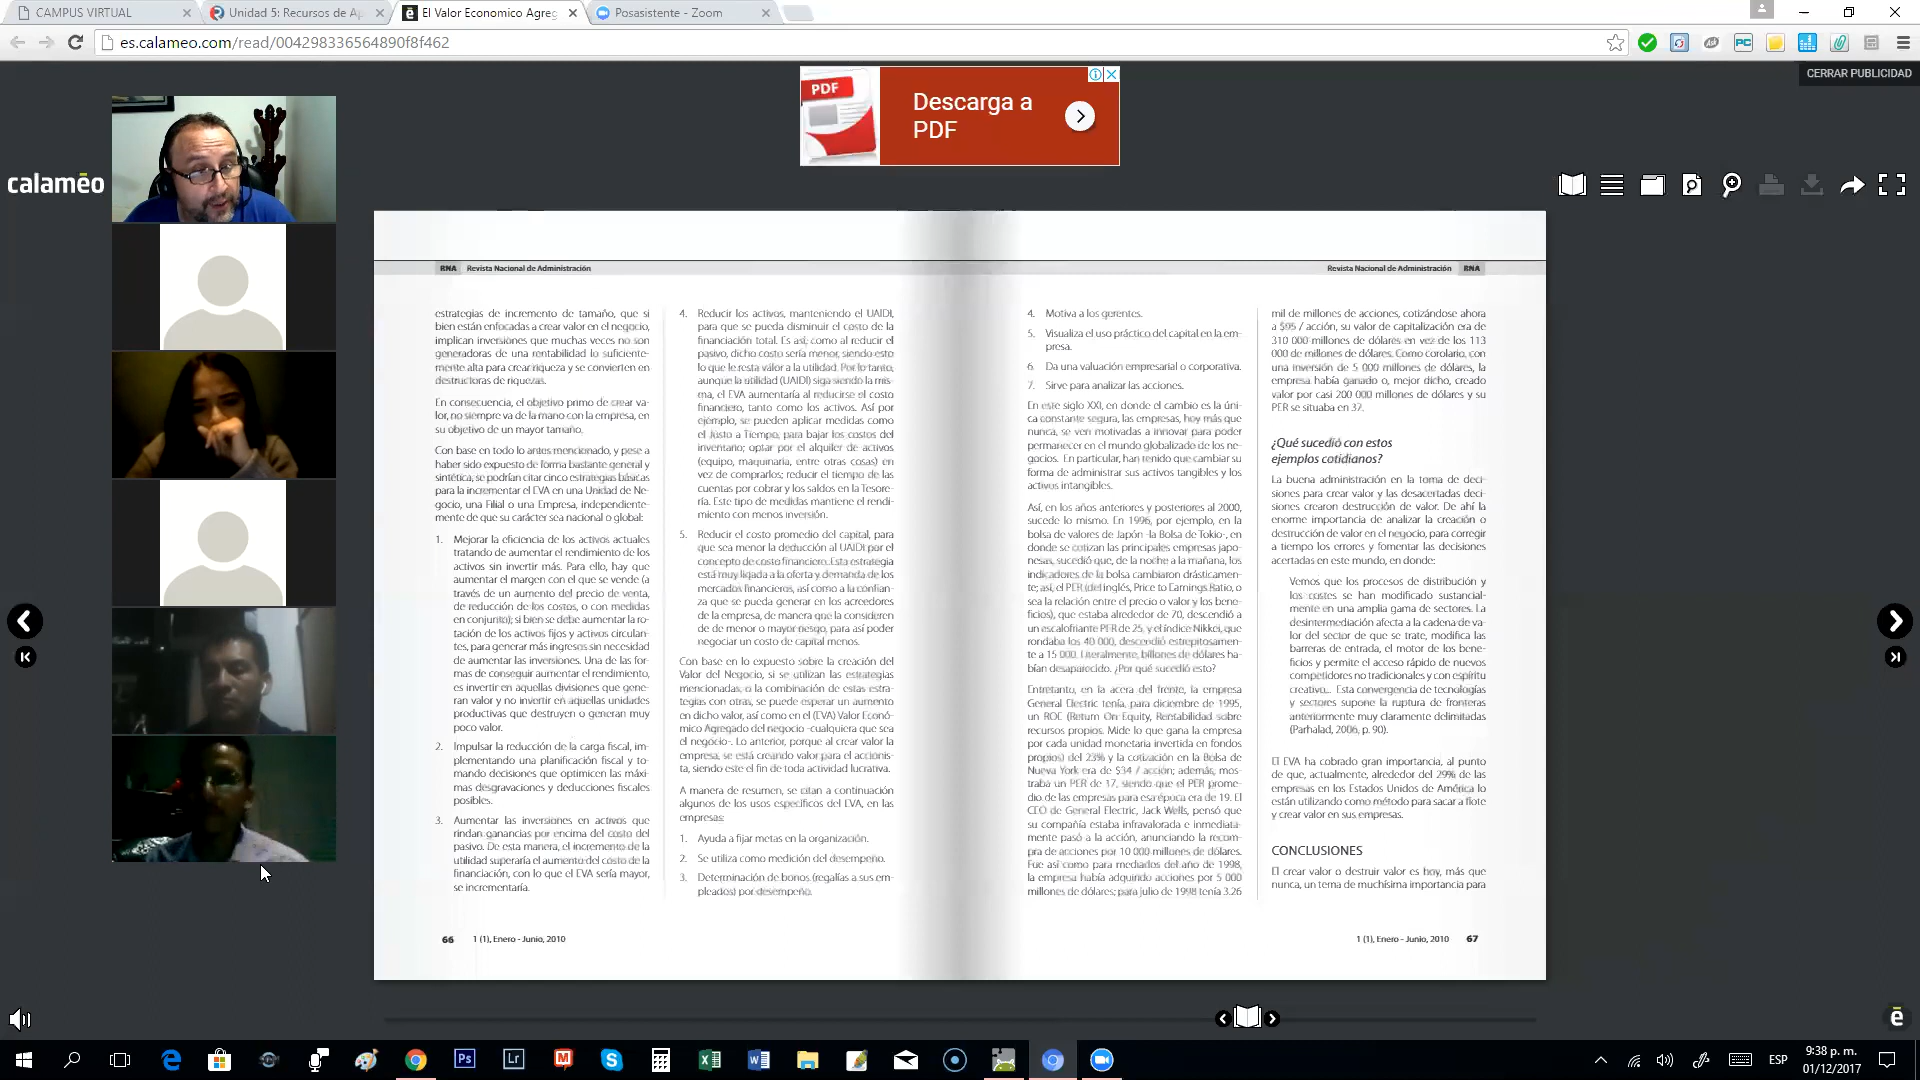 CAMPUS VIRTUAL
Unidad 5: Recursos de Ap
El Valor Economico Agreg
Posasistente - Zoom
es.calameo.com/read/004298336564890f8f462
CERRAR PUBLICIDAD
PDF
Descarga a
PDF
calaméo
RNA Revista Nacional de Administración
estrategias de incremento de tamaño, que si
bien están enfocadas a crear valor en el negocio,
implican inversiones que muchas veces no son
generadoras de una rentabilidad lo suficiente-
mente alta para crear riqueza y se convierten en
destructoras de riquezas.
En consecuencia, el objetivo primo de crear va-
lor, no siempre va de la mano con la empresa, en
su objetivo de un mayor tamaño.
Con base en todo lo antes mencionado, y pese a
haber sido expuesto de forma bastante general y
sintética, se podrían citar cinco estrategias básicas
para la incrementar el EVA en una Unidad de Ne-
gocio, una Filial o una Empresa, independiente-
mente de que su carácter sea nacional o global:
1. Mejorar la eficiencia de los activos actuales
tratando de aumentar el rendimiento de los
activos sin invertir más. Para ello, hay que
aumentar el margen con el que se vende (a
través de un aumento del precio de venta,
de reducción de los costos, o con medidas
en conjunto); si bien se debe aumentar la ro-
tación de los activos fijos y activos circulan-
tes, para generar más ingresos sin necesidad
de aumentar las inversiones. Una de las for-
mas de conseguir aumentar el rendimiento,
es invertir en aquellas divisiones que gene-
ran valor y no invertir en aquellas unidades
productivas que destruyen o generan muy
poco valor.
2. Impulsar la reducción de la carga fiscal, im-
plementando una planificación fiscal y to-
mando decisiones que optimicen las máxi-
mas desgravaciones y deducciones fiscales
posibles.
3. Aumentar las inversiones en activos que
rindan ganancias por encima del costo del
pasivo. De esta manera, el incremento de la
utilidad superaría el aumento del costo de la
financiación, con lo que el EVA sería mayor,
se incrementaría.
4. Reducir los activos, manteniendo el UAIDI,
para que se pueda disminuir el costo de la
financiación total. Es así, como al reducir el
pasivo, dicho costo sería menor, siendo esto
lo que le resta valor a la utilidad. Por lo tanto,
aunque la utilidad (UAIDI) siga siendo la mis-
ma, el EVA aumentaría al reducirse el costo
financiero, tanto como los activos. Así por
ejemplo, se pueden aplicar medidas como
el Justo a Tiempo, para bajar los costos del
inventario; optar por el alquiler de activos
(equipo, maquinaria, entre otras cosas) en
vez de comprarlos; reducir el tiempo de las
cuentas por cobrar y los saldos en la Tesore-
ría. Este tipo de medidas mantiene el rendi-
miento con menos inversión.
5. Reducir el costo promedio del capital, para
que sea menor la deducción al UAIDI por el
concepto de costo financiero. Esta estrategia
está muy ligada a la oferta y demanda de los
mercados financieros, así como a la confian-
za que se pueda generar en los acreedores
de la empresa, de manera que la consideren
de de menor o mayor riesgo, para así poder
negociar un costo de capital menos.
Con base en lo expuesto sobre la creación del
Valor del Negocio, si se utilizan las estrategias
mencionadas, o la combinación de estas estra-
tegias con otras, se puede esperar un aumento
en dicho valor, así como en el (EVA) Valor Econó-
mico Agregado del negocio -cualquiera que sea
el negocio-. Lo anterior, porque al crear valor la
empresa, se está creando valor para el accionis-
ta, siendo este el fin de toda actividad lucrativa.
A manera de resumen, se citan a continuación
algunos de los usos específicos del EVA, en las
empresas:
1. Ayuda a fijar metas en la organización.
2. Se utiliza como medición del desempeño.
3. Determinación de bonos (regalías a sus em-
pleados) por desempeño.
66 1 (1), Enero - Junio, 2010
Revista Nacional de Administración RNA
4. Motiva a los gerentes.
5. Visualiza el uso práctico del capital en la em-
presa.
6. Da una valuación empresarial o corporativa.
7. Sirve para analizar las acciones.
En este siglo XXI, en donde el cambio es la úni-
ca constante segura, las empresas, hoy más que
nunca, se ven motivadas a innovar para poder
permanecer en el mundo globalizado de los ne-
gocios. En particular, han tenido que cambiar su
forma de administrar sus activos tangibles y los
activos intangibles.
Así, en los años anteriores y posteriores al 2000,
sucede lo mismo. En 1996, por ejemplo, en la
bolsa de valores de Japón -la Bolsa de Tokio-, en
donde se cotizan las principales empresas japo-
nesas, sucedió que, de la noche a la mañana, los
indicadores de la bolsa cambiaron drásticamen-
te; así, el PER (del inglés, Price to Earnings Ratio, o
sea la relación entre el precio o valor y los bene-
ficios), que estaba alrededor de 70, descendió a
un escalofriante PER de 25, y el índice Nikkei, que
rondaba los 40 000, descendió estrepitosamen-
te a 15 000. Literalmente, billones de dólares ha-
bían desaparecido. ¿Por qué sucedió esto?
Entretanto, en la acera del frente, la empresa
General Electric tenía, para diciembre de 1995,
un ROE (Return On Equity, Rentabilidad sobre
recursos propios. Mide lo que gana la empresa
por cada unidad monetaria invertida en fondos
propios) del 23% y la cotización en la Bolsa de
Nueva York era de $34 / acción; además, mos-
traba un PER de 17, siendo que el PER prome-
dio de las empresas para esa época era de 19. El
CEO de General Electric, Jack Wells, pensó que
su compañía estaba infravalorada e inmediata-
mente pasó a la acción, anunciando la recom-
pra de acciones por 10 000 millones de dólares.
Fue así como para mediados del año de 1998,
la empresa había adquirido acciones por 5 000
millones de dólares; para julio de 1998 tenía 3.26
mil de millones de acciones, cotizándose ahora
a $95 / acción, su valor de capitalización era de
310 000 millones de dólares en vez de los 113
000 de millones de dólares. Como corolario, con
una inversión de 5 000 millones de dólares, la
empresa había ganado o, mejor dicho, creado
valor por casi 200 000 millones de dólares y su
PER se situaba en 37.
¿Qué sucedió con estos
ejemplos cotidianos?
La buena administración en la toma de deci-
siones para crear valor y las desacertadas deci-
siones crearon destrucción de valor. De ahí la
enorme importancia de analizar la creación o
destrucción de valor en el negocio, para corregir
a tiempo los errores y fomentar las decisiones
acertadas en este mundo, en donde:
Vemos que los procesos de distribución y
los costes se han modificado sustancial-
mente en una amplia gama de sectores. La
desintermediación afecta a la cadena de va-
lor del sector de que se trate, modifica las
barreras de entrada, el motor de los bene-
ficios y permite el acceso rápido de nuevos
competidores no tradicionales y con espíritu
creativo... Esta convergencia de tecnologías
y sectores supone la ruptura de fronteras
anteriormente muy claramente delimitadas
(Parhalad, 2006, p. 90).
El EVA ha cobrado gran importancia, al punto
de que, actualmente, alrededor del 29% de las
empresas en los Estados Unidos de América lo
están utilizando como método para sacar a flote
y crear valor en sus empresas.
CONCLUSIONES
El crear valor o destruir valor es hoy, más que
nunca, un tema de muchísima importancia para
1 (1), Enero - Junio, 2010 67
ESP
9:38 p. m.
01/12/2017